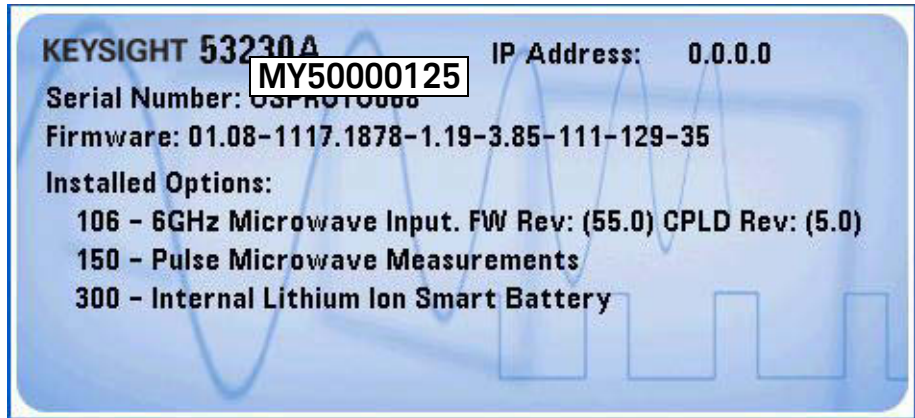 KEYSIGHT 53230A IP Address: 0.0.0.0
MY50000125
Serial Number:
Firmware: 01.08-1117.1878-1.19-3.85-111-129-35
Installed Options:
106 - 6GHz Microwave Input. FW Rev: (55.0) CPLD Rev: (5.0)
150 - Pulse Microwave Measurements
300 - Internal Lithium Ion Smart Battery